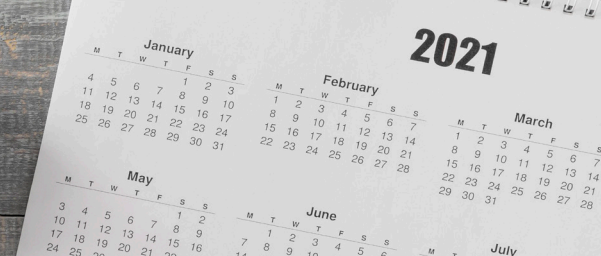 2021
January
M T W T F S S
1 2 3
4 5 6 7 8 9 10
11 12 13 14 15 16 17
18 19 20 21 22 23 24
25 26 27 28 29 30 31
February
M T W T F S S
1 2 3 4 5 6 7
8 9 10 11 12 13 14
15 16 17 18 19 20 21
22 23 24 25 26 27 28
March
M T W T F S
1 2 3 4 5 6 7
8 9 10 11 12 13
15 16 17 18 19 20
22 23 24 25 26 27
29 30 31
May
M T W T F S S
1 2
3 4 5 6 7 8 9
10 11 12 13 14 15 16
17 18 19 20 21 22 23
24 25 26
June
M T W T F S S
1 2 3 4 5 6
7 8 9 10 11
July